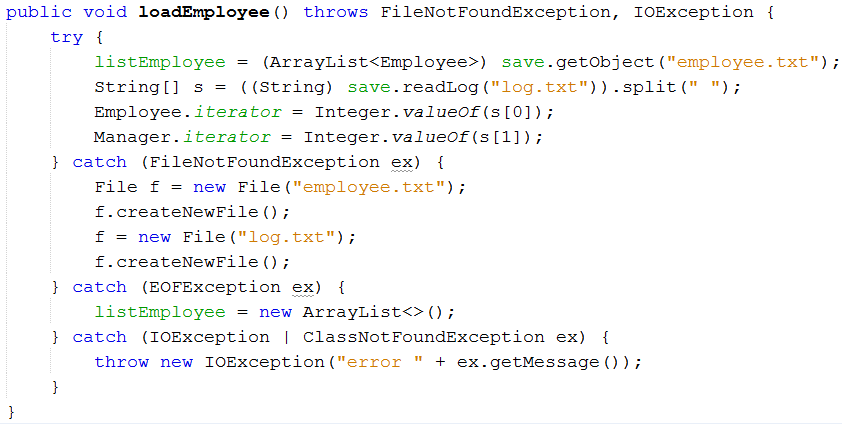 public void loadEmployee() throws FileNotFoundException, IOException {
    try {
        listEmployee = (ArrayList<Employee>) save.getObject("employee.txt");
        String[] s = ((String) save.readLog("log.txt")).split(" ");
        Employee.iterator = Integer.valueOf(s[0]);
        Manager.iterator = Integer.valueOf(s[1]);
    } catch (FileNotFoundException ex) {
        File f = new File("employee.txt");
        f.createNewFile();
        f = new File("log.txt");
        f.createNewFile();
    } catch (EOFException ex) {
        listEmployee = new ArrayList<>();
    } catch (IOException | ClassNotFoundException ex) {
        throw new IOException("error " + ex.getMessage());
    }
}